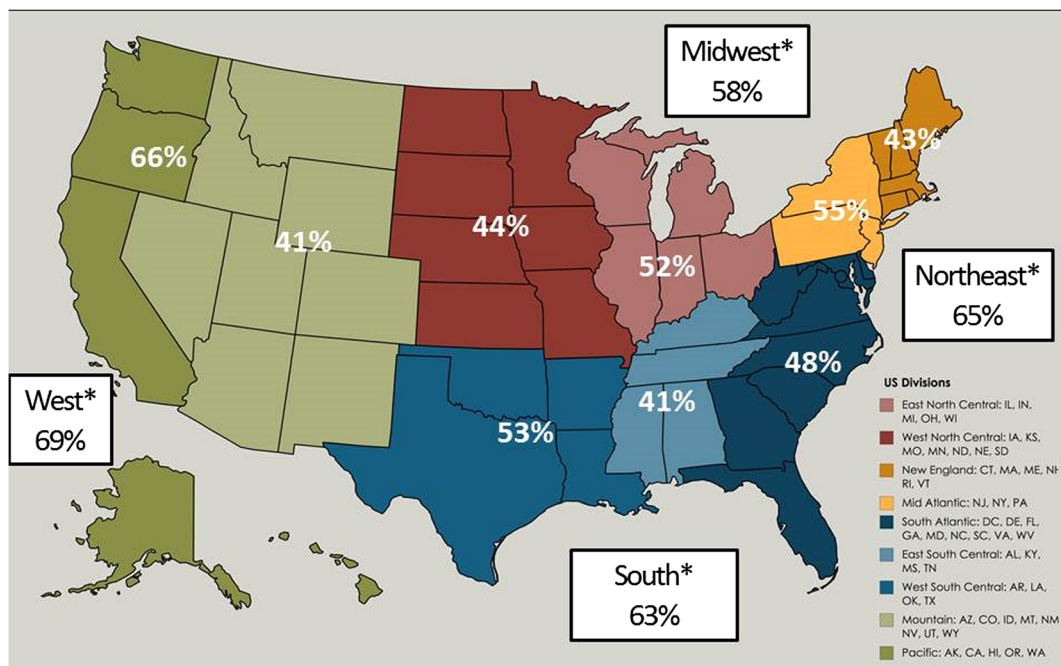 Midwest*
58%
43%
66%
55%
44%
41%
52%
Northeast*
65%
48%
West*
69%
41%
53%
South*
63%
US Divisions
East North Central: IL, IN,
MI, OH, WI
West North Central: IA, KS,
MO, MN, ND, NE, SD
New England: CT, MA, ME, NH
RI, VT
Mid Atlantic: NJ, NY, PA
South Atlantic: DC, DE, FL,
GA, MD, NC, SC, VA, WV
East South Central: AL, KY,
MS, TN
West South Central: AR, LA,
OK, TX
Mountain: AZ, CO, ID, MT, NM
NV, UT, WY
Pacific: AK, CA, HI, OR, WA